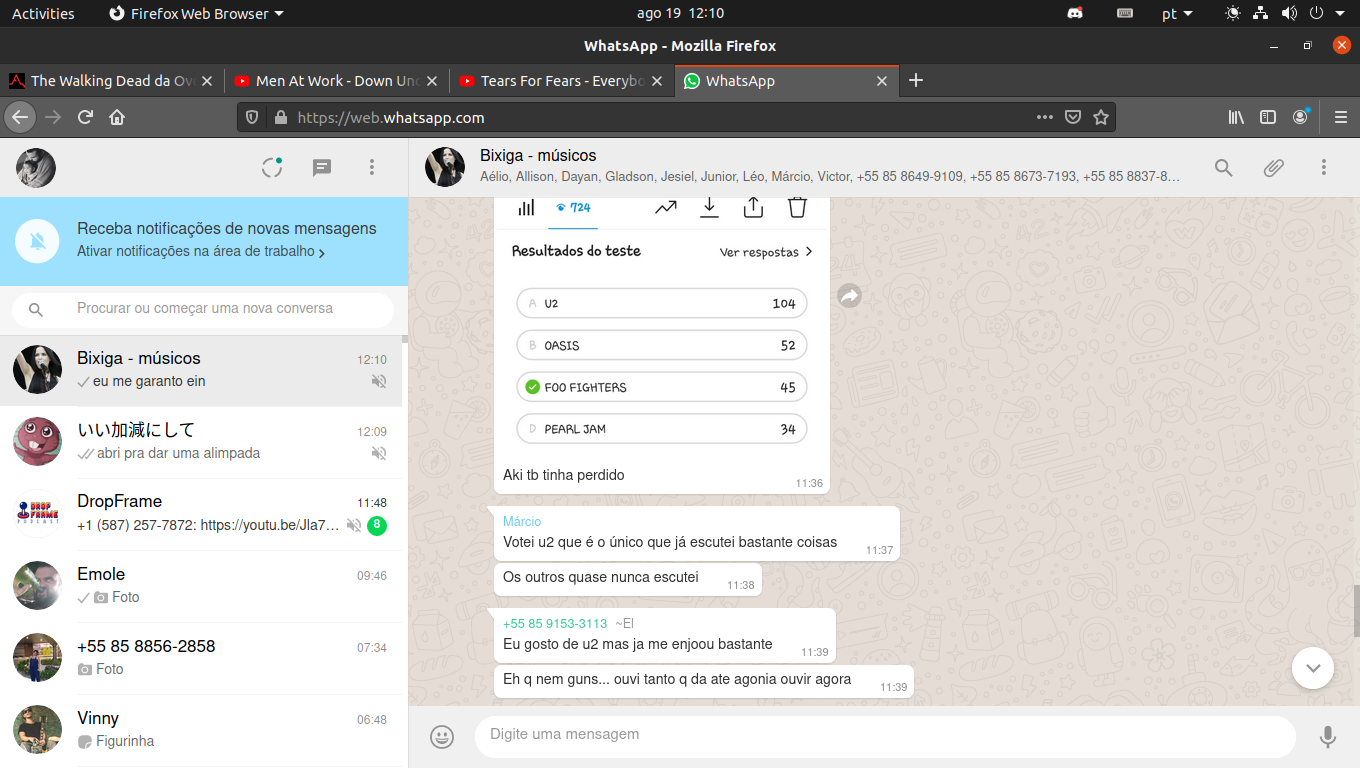 Activities
Firefox Web Browser
ago 19 12:10
pt
WhatsApp - Mozilla Firefox
The Walking Dead da Ov
Men At Work - Down Un
Tears For Fears - Everybo
WhatsApp
https://web.whatsapp.com
Bixiga - músicos
Aélio, Allison, Dayan, Gladson, Jesiel, Junior, Léo, Márcio, Victor, +55 85 8649-9109, +55 85 8673-7193, +55 85 8837-8…
Receba notificações de novas mensagens
Ativar notificações na área de trabalho
Procurar ou começar uma nova conversa
Bixiga - músicos
12:10
eu me garanto ein
いい加減にして
12:09
abri pra dar uma alimpada
DROP FRAME
PODCAST
DropFrame
11:48
+1 (587) 257-7872: https://youtu.be/Jla7…
8
Emole
09:46
Foto
+55 85 8856-2858
07:34
Foto
Vinny
06:48
Figurinha
724
Resultados do teste
Ver respostas
A U2 104
B OASIS 52
FOO FIGHTERS 45
D PEARL JAM 34
Aki tb tinha perdido
11:36
Márcio
Votei u2 que é o único que já escutei bastante coisas
11:37
Os outros quase nunca escutei
11:38
+55 85 9153-3113 ~El
Eu gosto de u2 mas ja me enjoou bastante
11:39
Eh q nem guns... ouvi tanto q da ate agonia ouvir agora
11:39
Digite uma mensagem